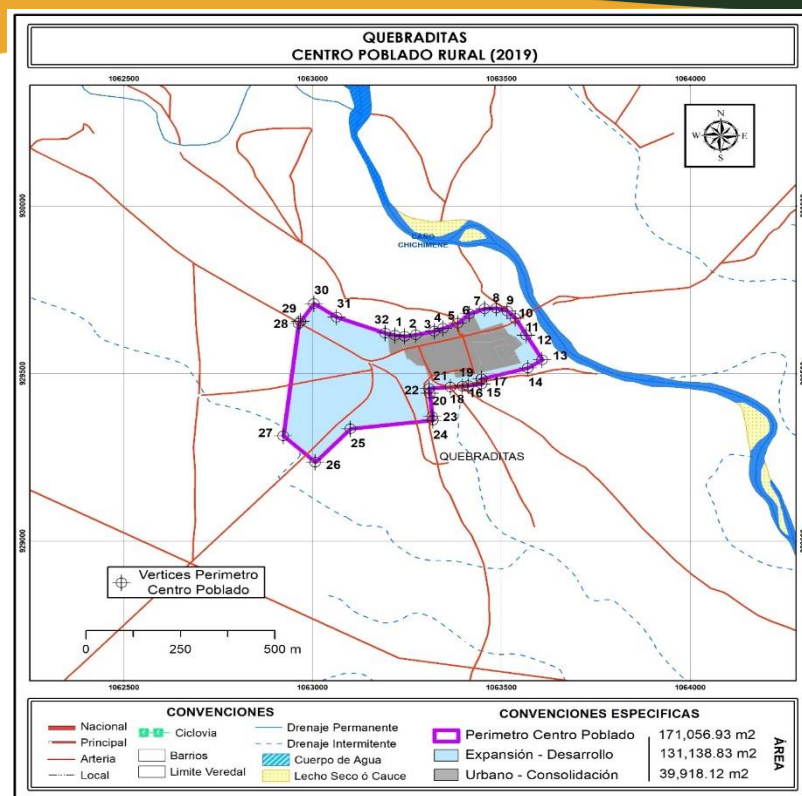 QUEBRADITAS
CENTRO POBLADO RURAL (2019)
1062500
1063000
1063500
1064000
N
W
E
S
930000
930000
CAÑO
CHICHIMENE
30
29
28
31
32
1
2
3
4
5
6
7
8
9
10
11
12
13
14
929500
929500
19
17
21
22
20
18
16
15
23
24
25
26
27
QUEBRADITAS
929000
Vertices Perimetro
Centro Poblado
0
250
500 m
1062500
1063000
1063500
1064000
CONVENCIONES
Nacional
Principal
Arteria
Local
Ciclovia
Barrios
Limite Veredal
Drenaje Permanente
Drenaje Intermitente
Cuerpo de Agua
Lecho Seco ó Cauce
CONVENCIONES ESPECIFICAS
Perimetro Centro Poblado 171,056.93 m2
Expansión - Desarrollo 131,138.83 m2
Urbano - Consolidación 39,918.12 m2
ÁREA